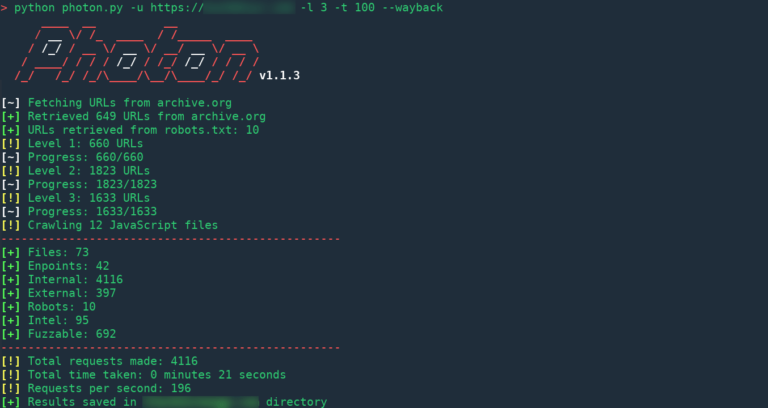 > python photon.py -u https:// -l 3 -t 100 --wayback
Photon
v1.1.3
[~] Fetching URLs from archive.org
[+] Retrieved 649 URLs from archive.org
[+] URLs retrieved from robots.txt: 10
[!] Level 1: 660 URLs
[~] Progress: 660/660
[!] Level 2: 1823 URLs
[~] Progress: 1823/1823
[!] Level 3: 1633 URLs
[~] Progress: 1633/1633
[!] Crawling 12 JavaScript files
--------------------------------------------------
[+] Files: 73
[+] Enpoints: 42
[+] Internal: 4116
[+] External: 397
[+] Robots: 10
[+] Intel: 95
[+] Fuzzable: 692
--------------------------------------------------
[!] Total requests made: 4116
[!] Total time taken: 0 minutes 21 seconds
[!] Requests per second: 196
[+] Results saved in directory